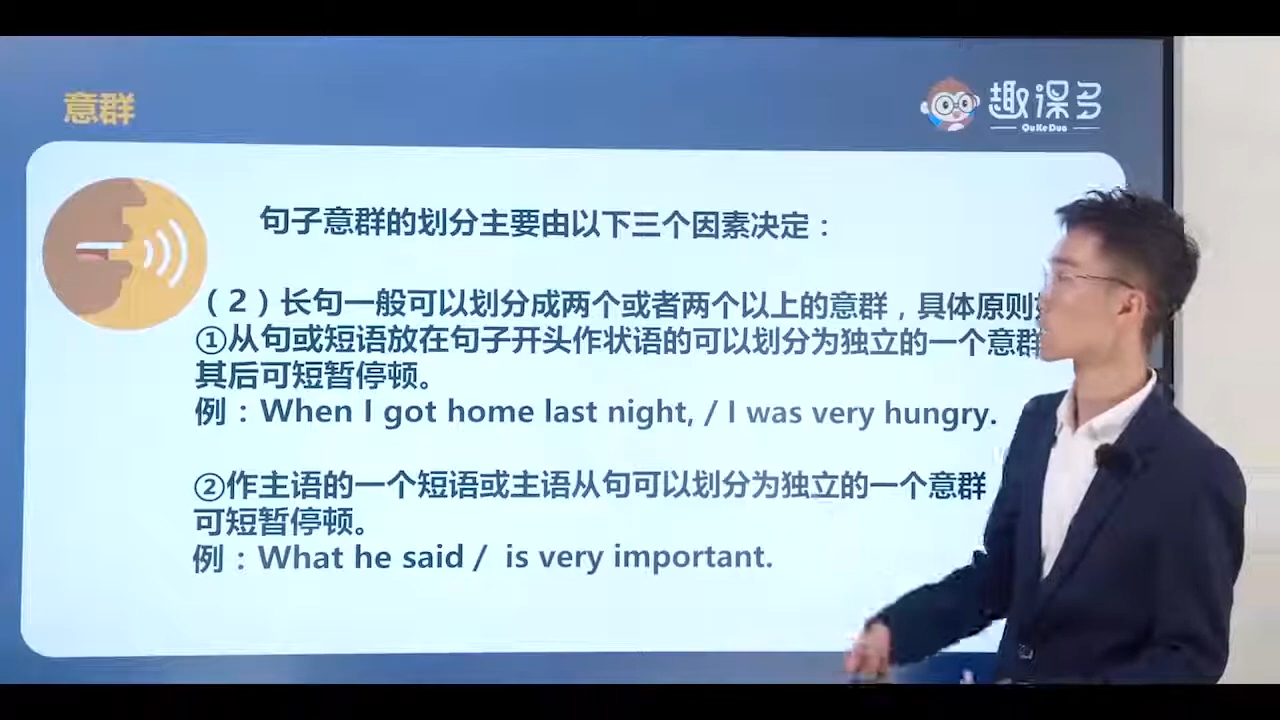 意群
趣课多
QuKeDuo
句子意群的划分主要由以下三个因素决定：
（2）长句一般可以划分成两个或者两个以上的意群，具体原则
①从句或短语放在句子开头作状语的可以划分为独立的一个意群
其后可短暂停顿。
例：When I got home last night, / I was very hungry.
②作主语的一个短语或主语从句可以划分为独立的一个意群
可短暂停顿。
例：What he said / is very important.